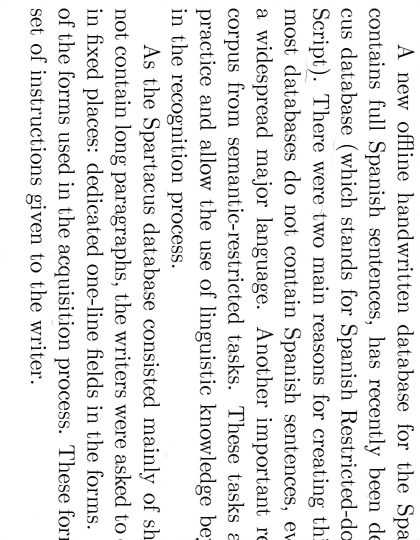 A new offline handwritten database for the Spa
contains full Spanish sentences, has recently been de
cus database (which stands for Spanish Restricted-do
Script). There were two main reasons for creating thi
most databases do not contain Spanish sentences, ev
a widespread major language. Another important re
corpus from semantic-restricted tasks. These tasks a
practice and allow the use of linguistic knowledge be
in the recognition process.
As the Spartacus database consisted mainly of sh
not contain long paragraphs, the writers were asked to
in fixed places: dedicated one-line fields in the forms.
of the forms used in the acquisition process. These for
set of instructions given to the writer.